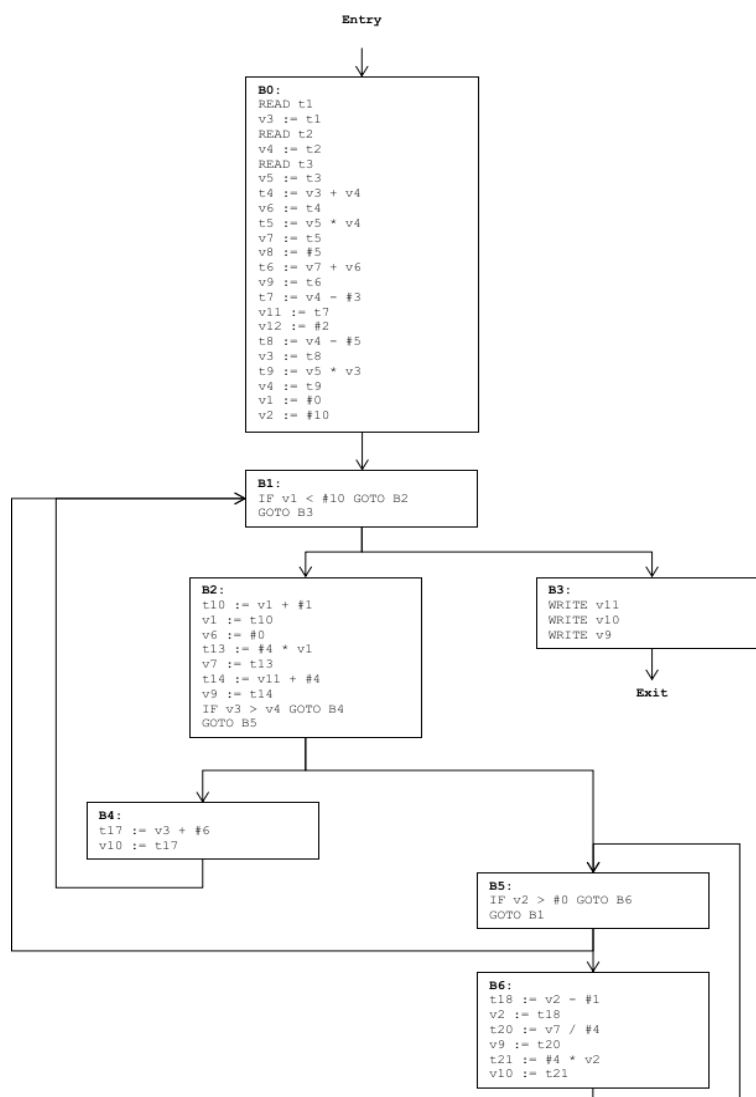 Entry
B0:
READ t1
v3 := t1
READ t2
v4 := t2
READ t3
v5 := t3
t4 := v3 + v4
v6 := t4
t5 := v5 * v4
v7 := t5
v8 := #5
t6 := v7 + v6
v9 := t6
t7 := v4 - #3
v11 := t7
v12 := #2
t8 := v4 - #5
v3 := t8
t9 := v5 * v3
v4 := t9
v1 := #0
v2 := #10
B1:
IF v1 < #10 GOTO B2
GOTO B3
B2:
t10 := v1 + #1
v1 := t10
v6 := #0
t13 := #4 * v1
v7 := t13
t14 := v11 + #4
v9 := t14
IF v3 > v4 GOTO B4
GOTO B5
B3:
WRITE v11
WRITE v10
WRITE v9
Exit
B4:
t17 := v3 + #6
v10 := t17
B5:
IF v2 > #0 GOTO B6
GOTO B1
B6:
t18 := v2 - #1
v2 := t18
t20 := v7 / #4
v9 := t20
t21 := #4 * v2
v10 := t21